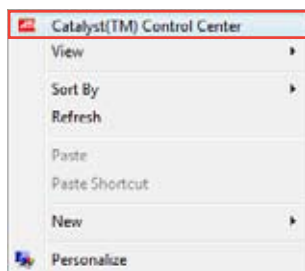 Catalyst(TM) Control Center
View
Sort By
Refresh
Paste
Paste Shortcut
New
Personalize